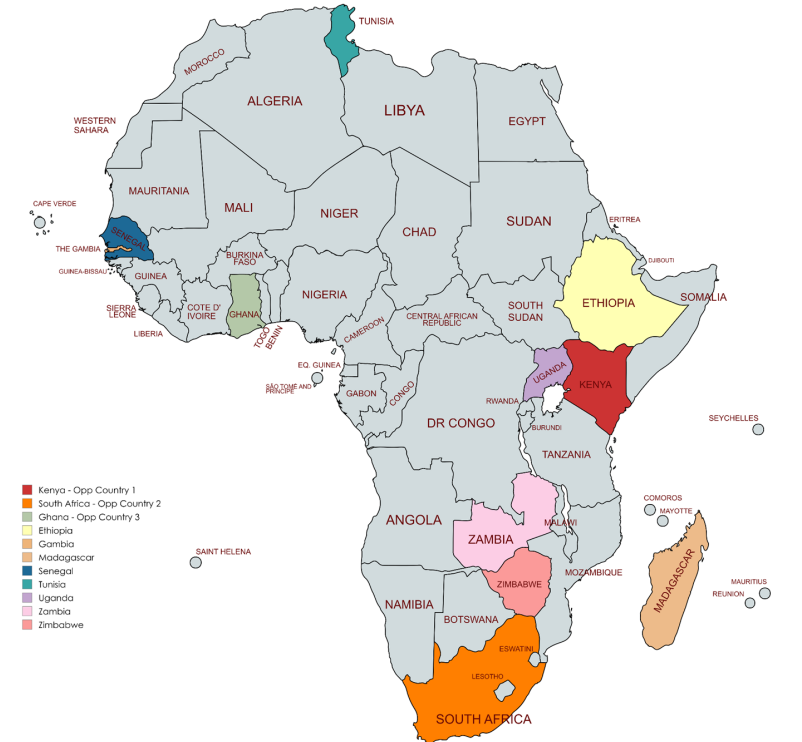 TUNISIA
MOROCCO
ALGERIA
LIBYA
EGYPT
WESTERN
SAHARA
MAURITANIA
MALI
NIGER
CHAD
SUDAN
ERITREA
CAPE VERDE
SENEGAL
THE GAMBIA
GUINEA-BISSAU
GUINEA
BURKINA
FASO
DJIBOUTI
SIERRA
LEONE
COTE D'
IVOIRE
GHANA
NIGERIA
CENTRAL AFRICAN
REPUBLIC
SOUTH
SUDAN
ETHIOPIA
SOMALIA
LIBERIA
TOGO
BENIN
CAMEROON
EQ. GUINEA
SÃO TOMÉ AND
PRINCIPE
GABON
CONGO
UGANDA
KENYA
RWANDA
DR CONGO
BURUNDI
SEYCHELLES
TANZANIA
ANGOLA
ZAMBIA
MALAWI
COMOROS
MAYOTTE
SAINT HELENA
MOZAMBIQUE
ZIMBABWE
MADAGASCAR
MAURITIUS
REUNION
NAMIBIA
BOTSWANA
ESWATINI
LESOTHO
SOUTH AFRICA
Kenya - Opp Country 1
South Africa - Opp Country 2
Ghana - Opp Country 3
Ethiopia
Gambia
Madagascar
Senegal
Tunisia
Uganda
Zambia
Zimbabwe